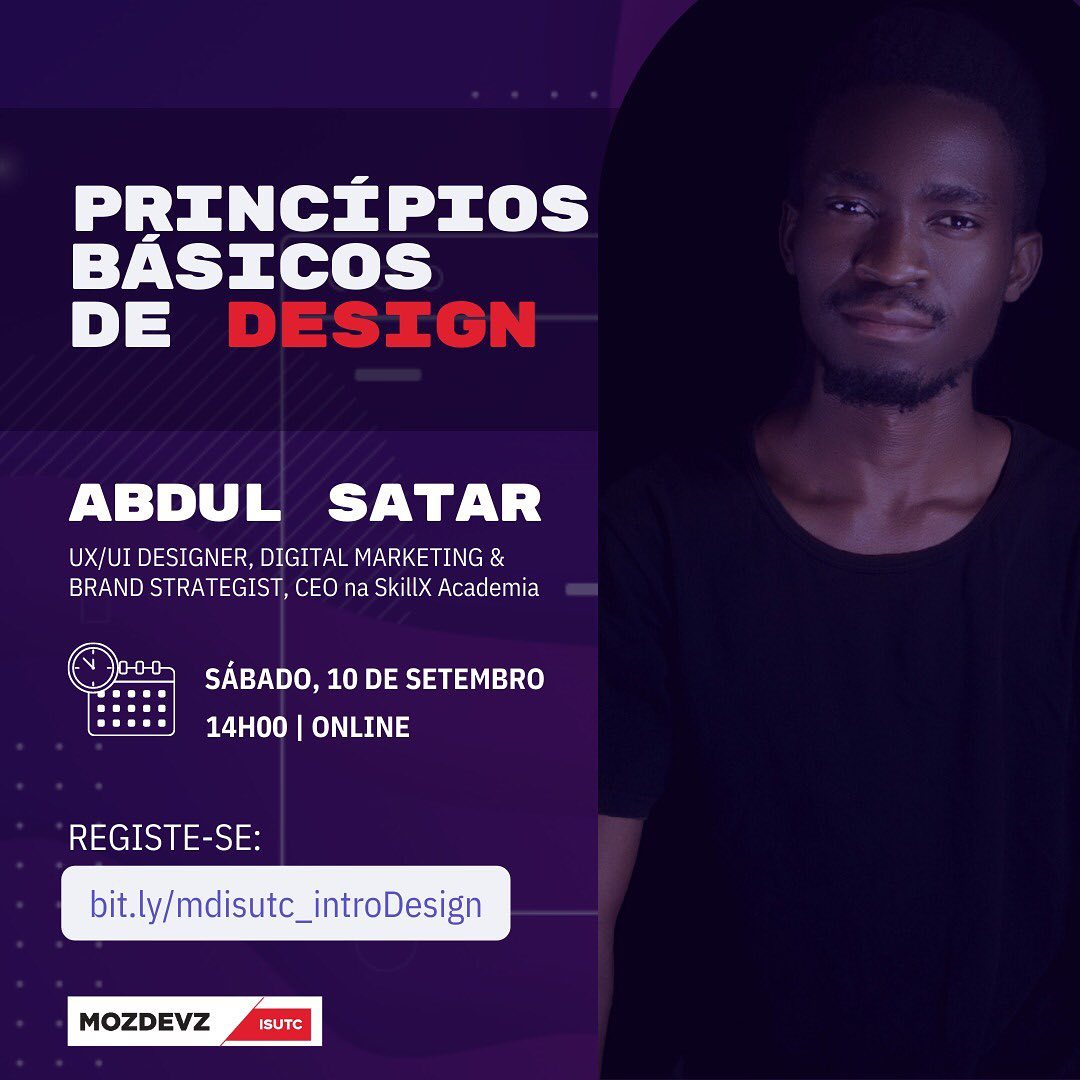 PRINCÍPIOS
BÁSICOS
DE DESIGN
ABDUL SATAR
UX/UI DESIGNER, DIGITAL MARKETING &
BRAND STRATEGIST, CEO na SkillX Academia
SÁBADO, 10 DE SETEMBRO
14H00 | ONLINE
REGISTE-SE:
bit.ly/mdisutc_introDesign
MOZDEVZ ISUTC